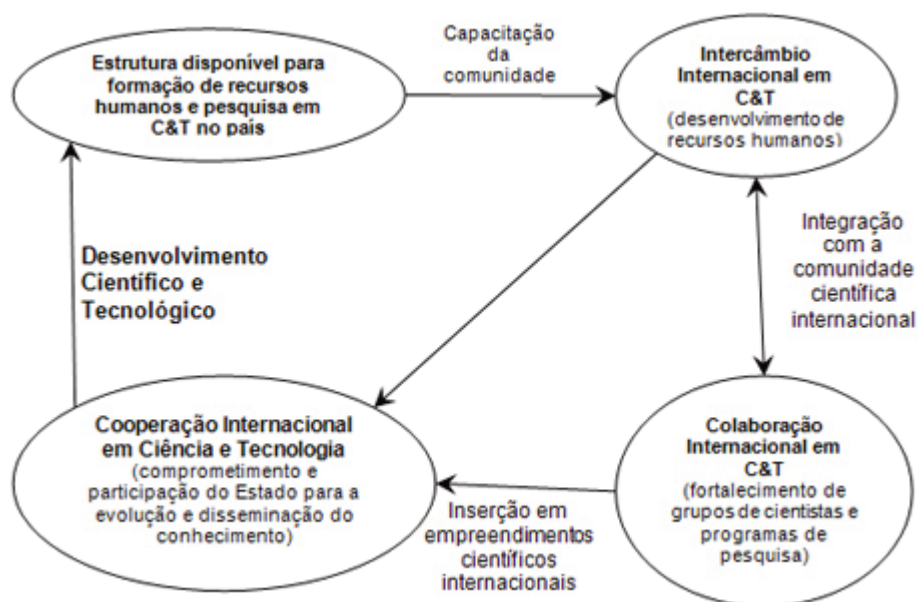 Estrutura disponível para
formação de recursos
humanos e pesquisa em
C&T no país
Capacitação
da
comunidade
Intercâmbio
Internacional em
C&T
(desenvolvimento de
recursos humanos)
Desenvolvimento
Científico e
Tecnológico
Integração
com a
comunidade
científica
internacional
Cooperação Internacional
em Ciência e Tecnologia
(comprometimento e
participação do Estado para a
evolução e disseminação do
conhecimento)
Inserção em
empreendimentos
científicos
internacionais
Colaboração
Internacional em
C&T
(fortalecimento de
grupos de cientistas e
programas de
pesquisa)